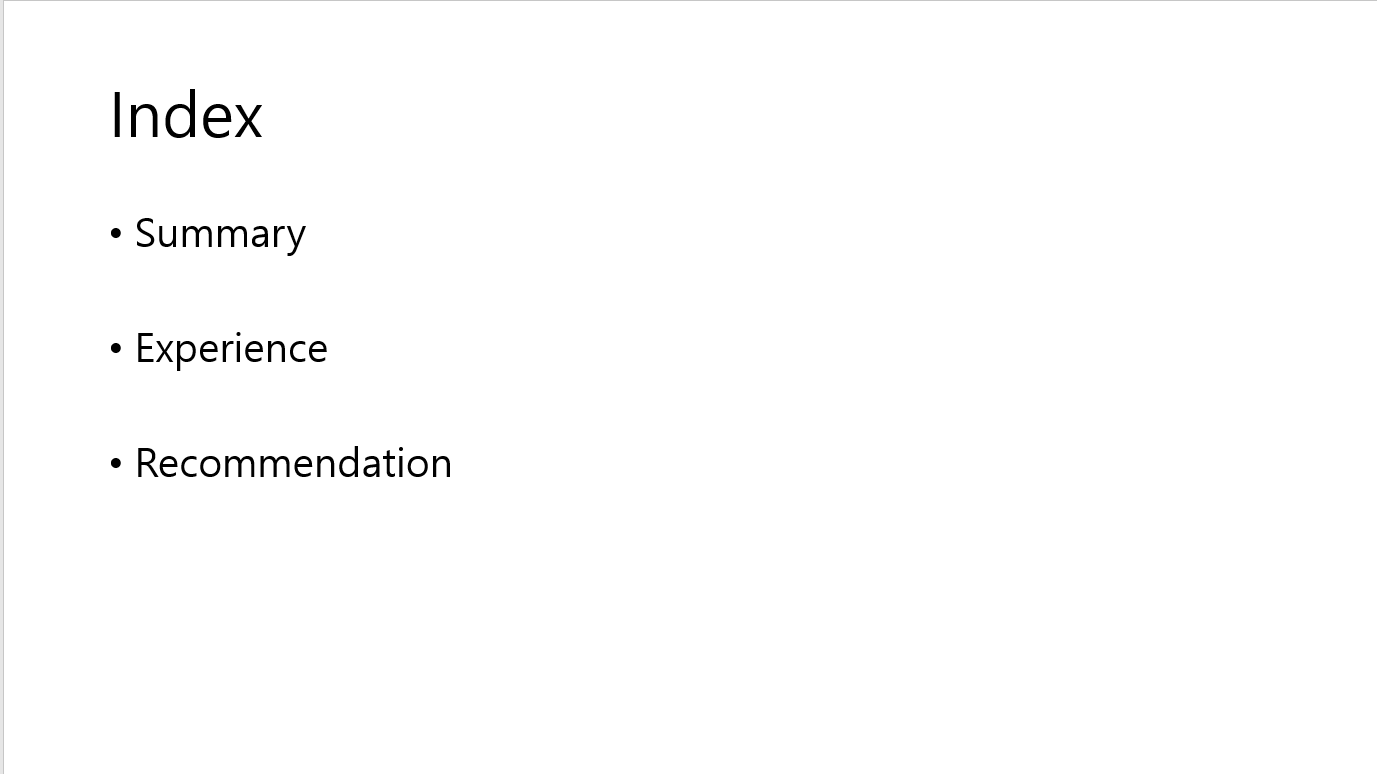 Index
• Summary
• Experience
• Recommendation